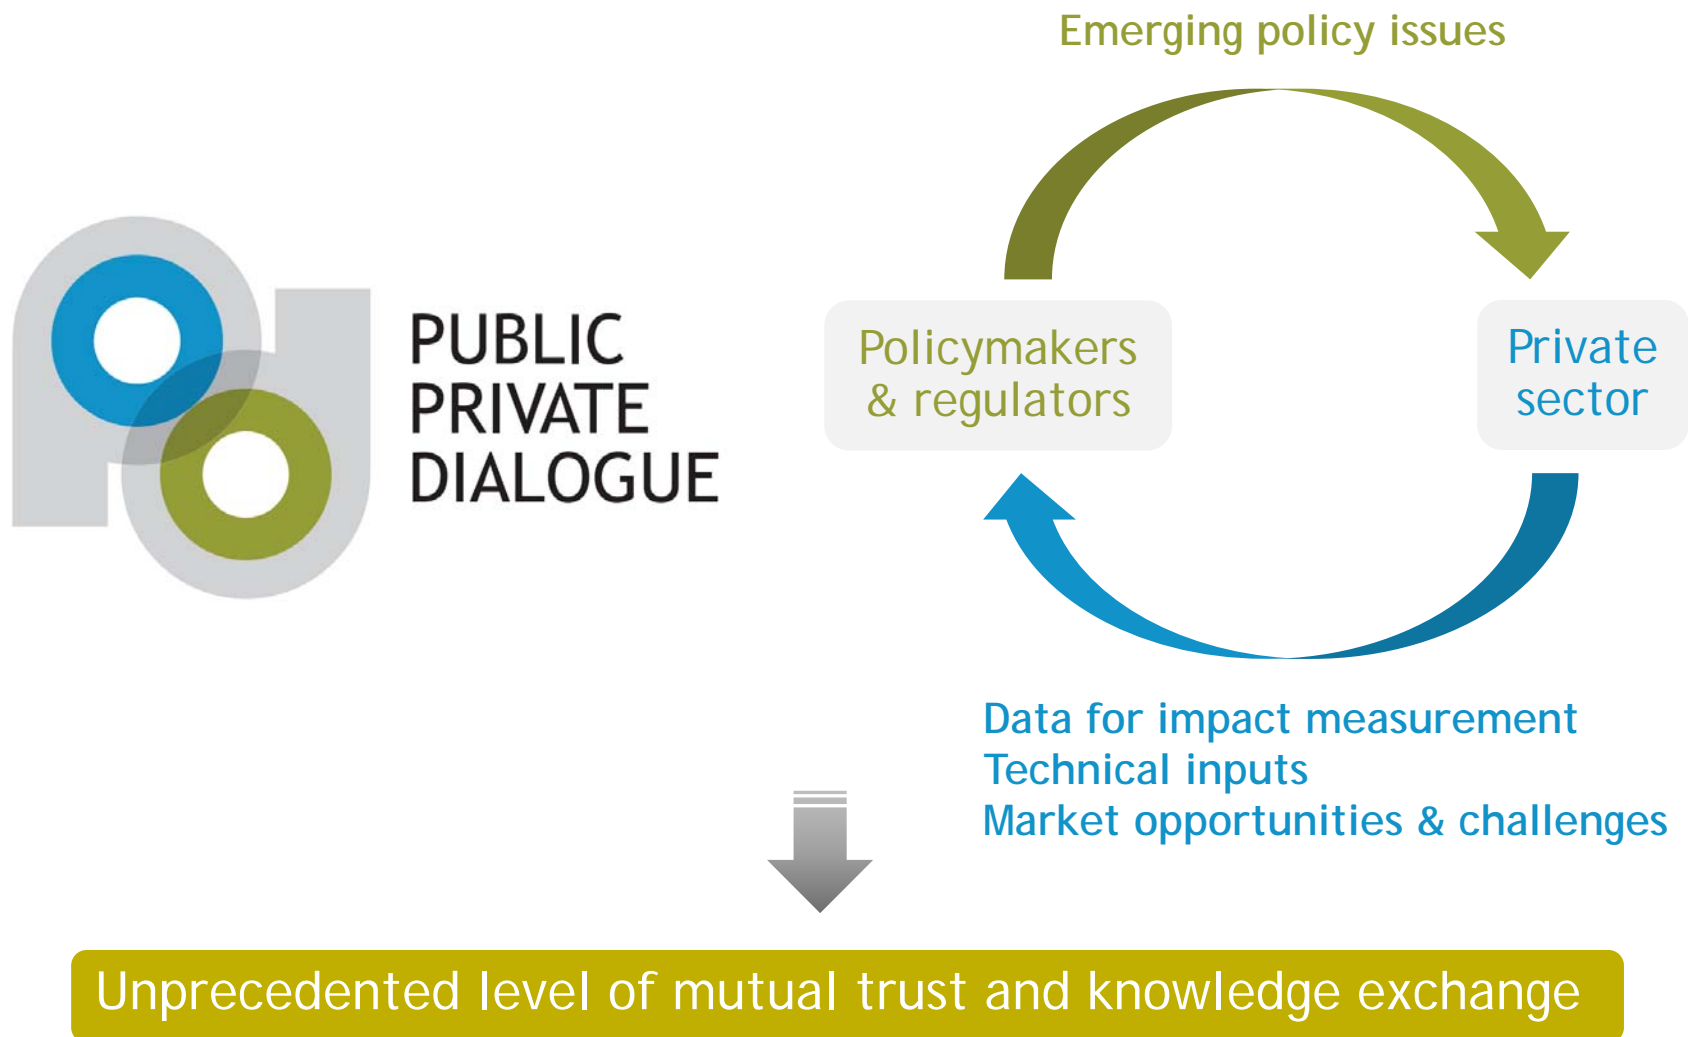 Emerging policy issues
PUBLIC
PRIVATE
DIALOGUE
Policymakers
& regulators
Private
sector
Data for impact measurement
Technical inputs
Market opportunities & challenges
Unprecedented level of mutual trust and knowledge exchange